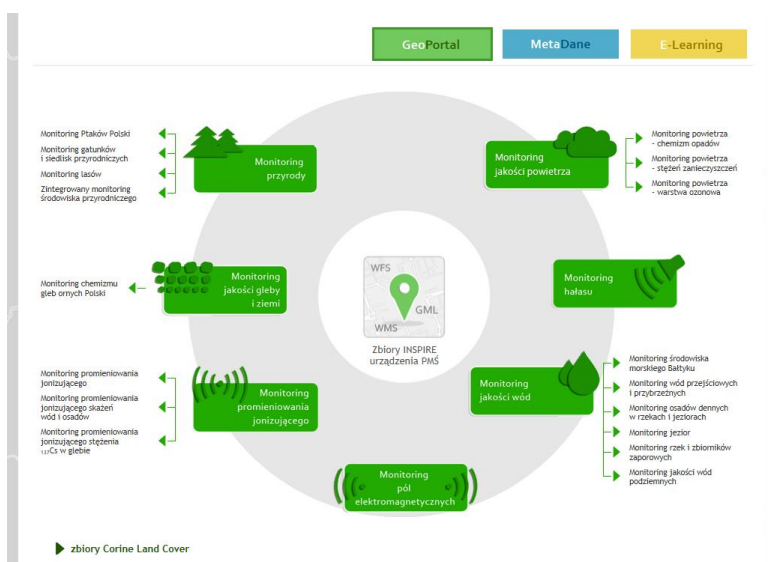 GeoPortal
MetaDane
E-Learning
Monitoring Ptaków Polski
Monitoring gatunków
i siedlisk przyrodniczych
Monitoring lasów
Zintegrowany monitoring
środowiska przyrodniczego
Monitoring
przyrody
Monitoring
jakości powietrza
Monitoring powietrza
- chemizm opadów
Monitoring powietrza
- stężeń zanieczyszczeń
Monitoring powietrza
- warstwa ozonowa
Monitoring chemizmu
gleb ornych Polski
Monitoring
jakości gleby
i ziemi
WFS
GML
WMS
Zbiory INSPIRE
urządzenia PMŚ
Monitoring
hałasu
Monitoring promieniowania
jonizującego
Monitoring promieniowania
jonizującego skażeń
wód i osadów
Monitoring promieniowania
jonizującego stężenia
137Cs w glebie
Monitoring
promieniowania
jonizującego
Monitoring
jakości wód
Monitoring środowiska
morskiego Bałtyku
Monitoring wód przejściowych
i przybrzeżnych
Monitoring osadów dennych
w rzekach i jeziorach
Monitoring jezior
Monitoring rzek i zbiorników
zaporowych
Monitoring jakości wód
podziemnych
Monitoring
pól
elektromagnetycznych
zbiory Corine Land Cover